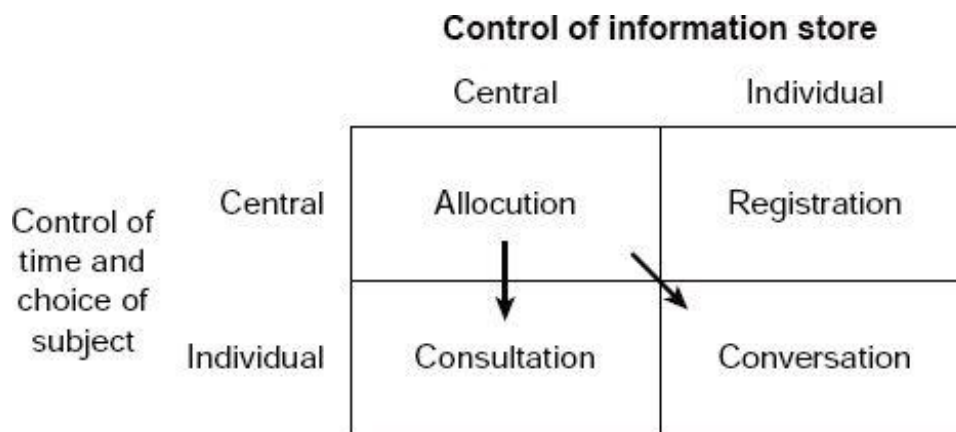 Control of information store
Central Individual
Control of
time and
choice of
subject
Central Allocution Registration
Individual Consultation Conversation